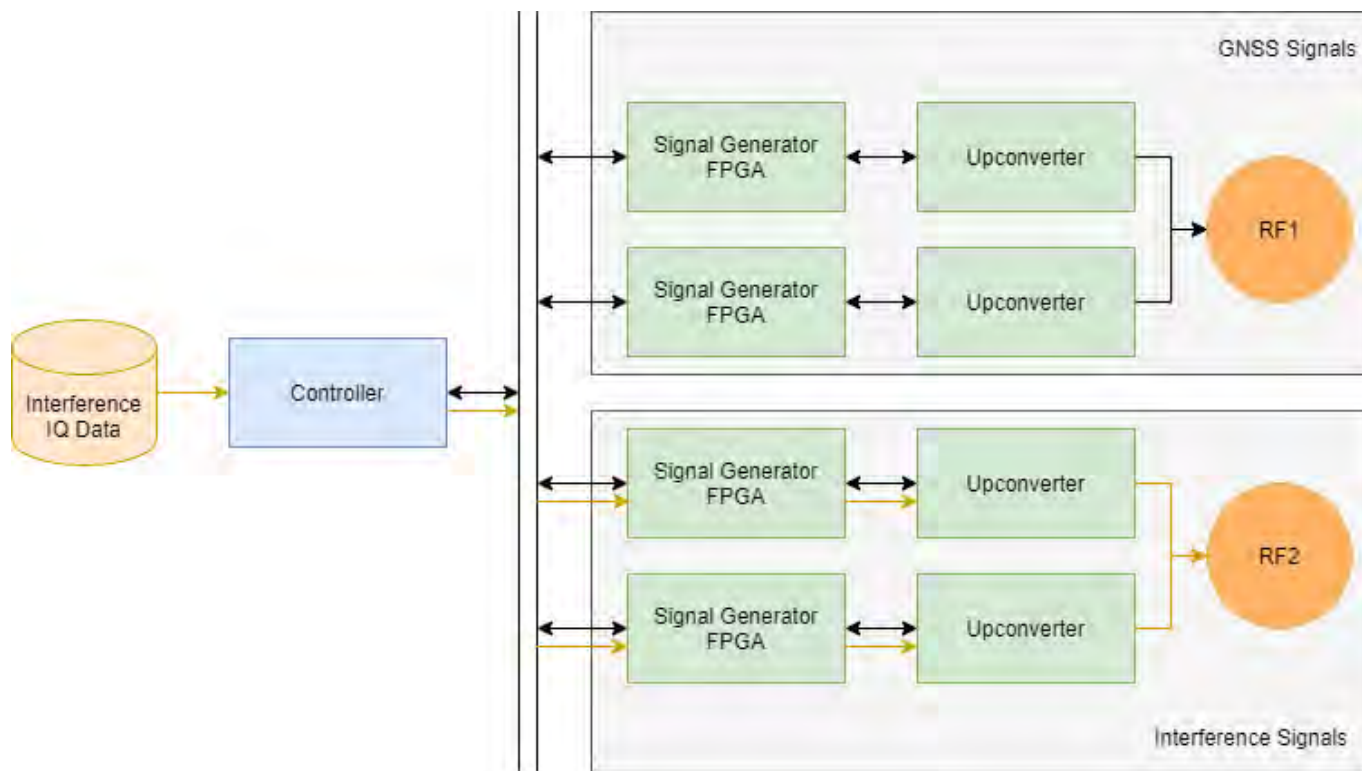 GNSS Signals
Signal Generator
FPGA
Upconverter
RF1
Signal Generator
FPGA
Upconverter
Interference
IQ Data
Controller
Signal Generator
FPGA
Upconverter
RF2
Signal Generator
FPGA
Upconverter
Interference Signals